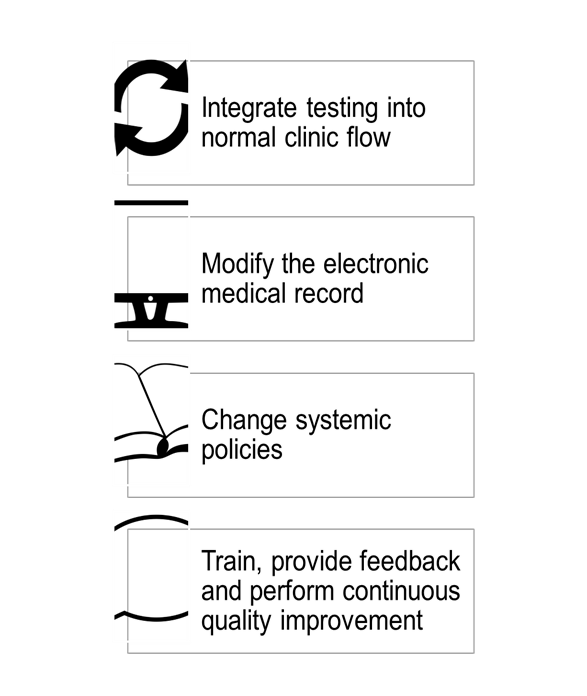 Integrate testing into
normal clinic flow
Modify the electronic
medical record
Change systemic
policies
Train, provide feedback
and perform continuous
quality improvement